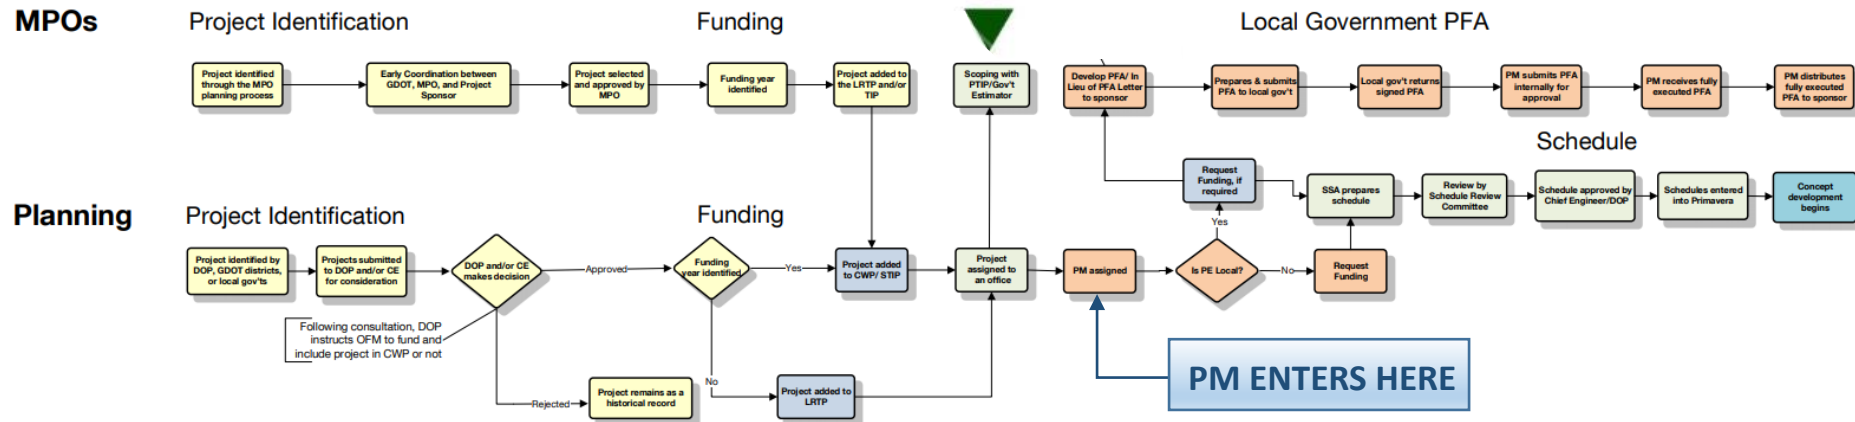 MPOs
Project Identification
Funding
Local Government PFA
Project identified
through the MPO
planning process
Early Coordination between
GDOT, MPO, and Project
Sponsor
Project selected
and approved by
MPO
Funding year
identified
Project added to
the LRTP and/or
TIP
Scoping with
PTIP/Gov't
Estimator
Develop PFA/ In
Lieu of PFA Letter
to sponsor
Prepares & submits
PFA to local gov't
Local gov't returns
signed PFA
PM submits PFA
internally for
approval
PM receives fully
executed PFA
PM distributes
fully executed
PFA to sponsor
Schedule
Request
Funding, if
required
SSA prepares
schedule
Review by
Schedule Review
Committee
Schedule approved by
Chief Engineer/DOP
Schedules entered
into Primavera
Concept
development
begins
Planning
Project Identification
Funding
Yes
Project identified by
DOP, GDOT districts,
or local gov'ts
Projects submitted
to DOP and/or CE
for consideration
DOP and/or CE
makes decision
Approved
Funding
year identified
Yes
Project added
to CWP/ STIP
Project
assigned to
an office
PM assigned
Is PE Local?
No
Request
Funding
Following consultation, DOP
instructs OFM to fund and
include project in CWP or not
Rejected
Project remains as a
historical record
No
Project added to
LRTP
PM ENTERS HERE